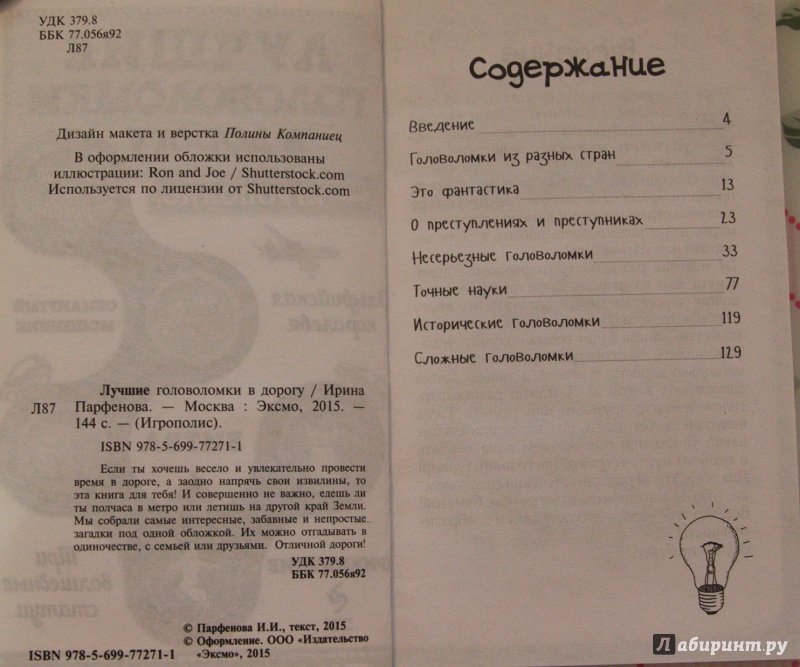 УДК 379.8
ББК 77.056я92
Л87
Дизайн макета и верстка Полины Компаниец
В оформлении обложки использованы
иллюстрации: Ron and Joe / Shutterstock.com
Используется по лицензии от Shutterstock.com
Лучшие головоломки в дорогу / Ирина
Л87 Парфенова. — Москва : Эксмо, 2015. —
144 с. — (Игрополис).
ISBN 978-5-699-77271-1
Если ты хочешь весело и увлекательно провести
время в дороге, а заодно напрячь свои извилины, то
эта книга для тебя! И совершенно не важно, едешь ли
ты полчаса в метро или летишь на другой край Земли.
Мы собрали самые интересные, забавные и непростые
загадки под одной обложкой. Их можно отгадывать в
одиночестве, с семьей или друзьями. Отличной дороги!
УДК 379.8
ББК 77.056я92
© Парфенова И.И., текст, 2015
© Оформление. ООО «Издательство
ISBN 978-5-699-77271-1 «Эксмо», 2015
Содержание
Введение 4
Головоломки из разных стран 5
Это фантастика 13
О преступлениях и преступниках 23
Несерьезные головоломки 33
Точные науки 77
Исторические головоломки 119
Сложные головоломки 129
Лабиринт.ру